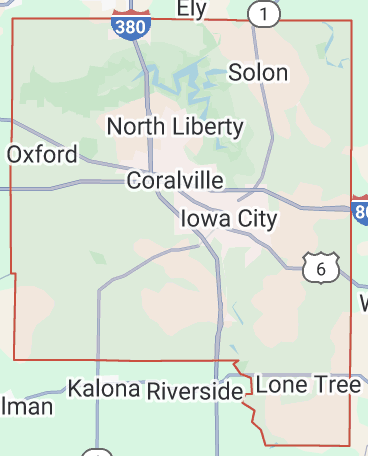 Ely
1
380
Solon
North Liberty
Oxford
Coralville
80
Iowa City
6
W
Kalona
Riverside
Lone Tree
lman